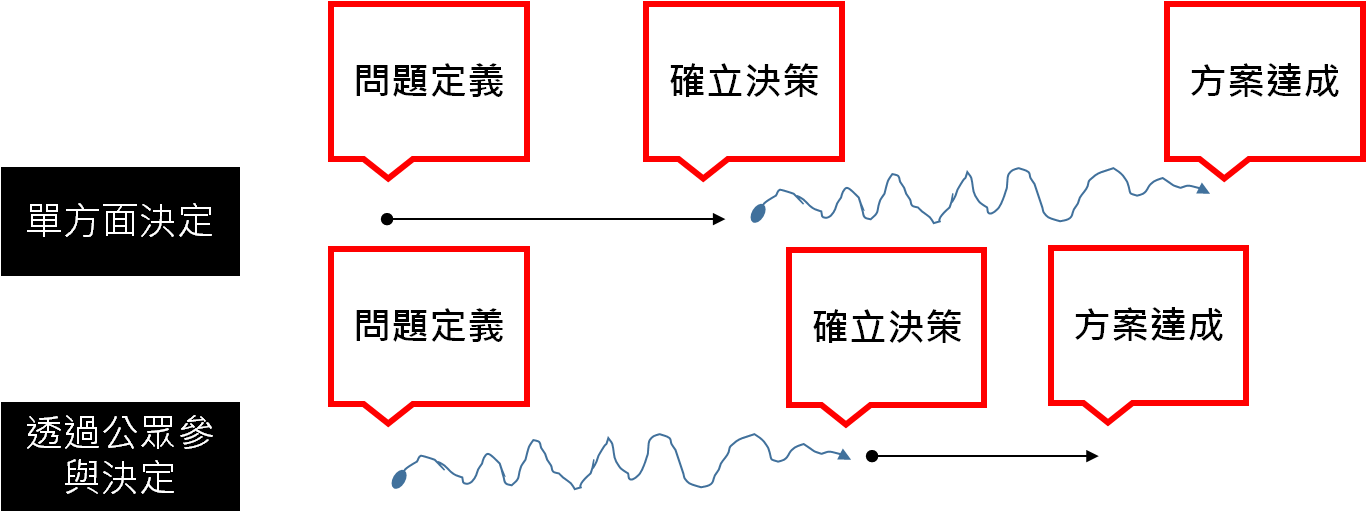 問題定義
確立決策
方案達成
單方面決定
問題定義
確立決策
方案達成
透過公眾參
與決定